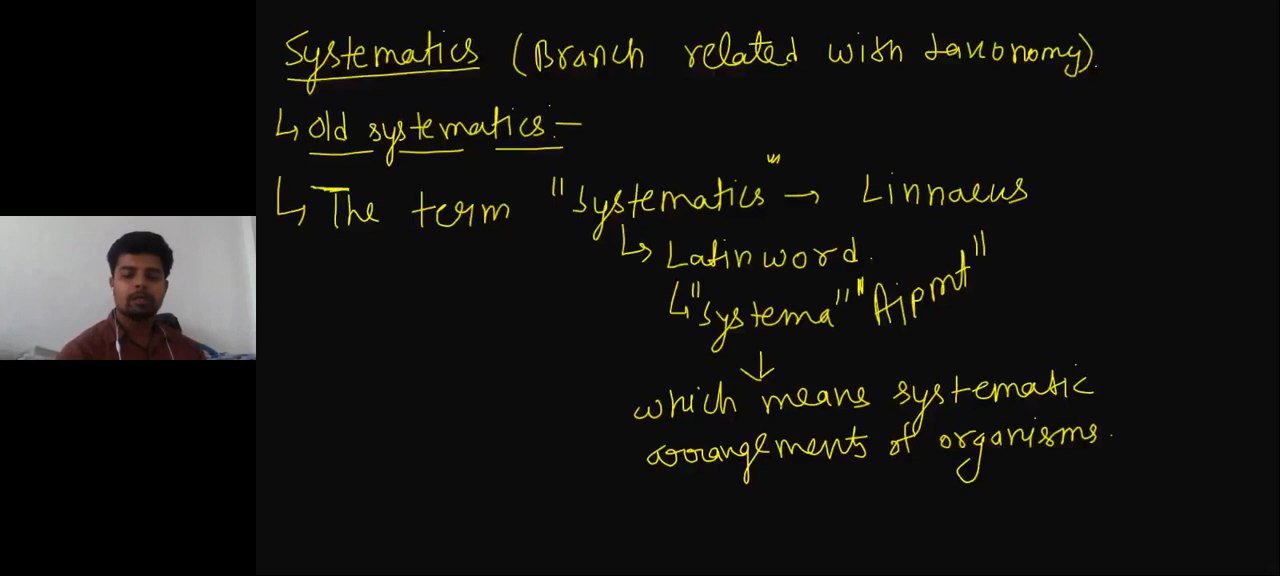 Systematics (Branch related with taxonomy).
↳ Old systematics:-
↳ The term "Systematics" → Linnaeus
↳ Latin word.
↳ "Systema" "Aipmt"
↓
which means systematic
arrangements of organisms.